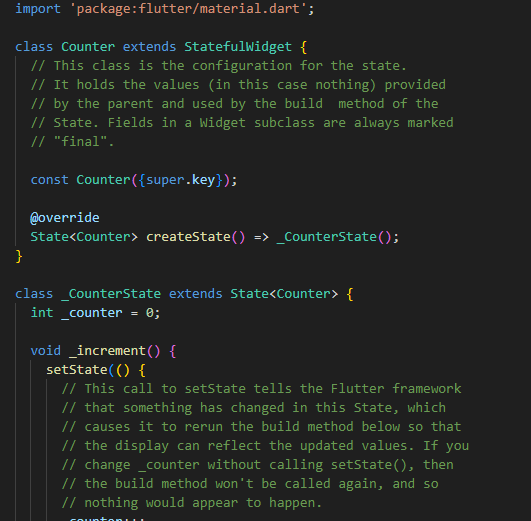 import 'package:flutter/material.dart';
class Counter extends StatefulWidget {
// This class is the configuration for the state.
// It holds the values (in this case nothing) provided
// by the parent and used by the build  method of the
// State. Fields in a Widget subclass are always marked
// "final".
const Counter({super.key});
@override
State<Counter> createState() => _CounterState();
}
class _CounterState extends State<Counter> {
int _counter = 0;
void _increment() {
setState(() {
// This call to setState tells the Flutter framework
// that something has changed in this State, which
// causes it to rerun the build method below so that
// the display can reflect the updated values. If you
// change _counter without calling setState(), then
// the build method won't be called again, and so
// nothing would appear to happen.